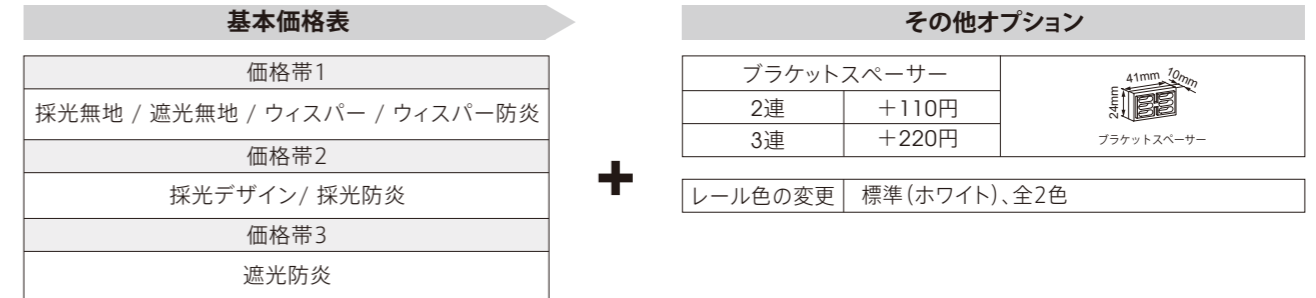 基本価格表
価格帯1
採光無地 / 遮光無地 / ウィスパー / ウィスパー防炎
価格帯2
採光デザイン/ 採光防炎
価格帯3
遮光防炎
+
その他オプション
ブラケットスペーサー
2連 +110円
3連 +220円
41mm 10mm
24mm
ブラケットスペーサー
レール色の変更 標準(ホワイト)、全2色